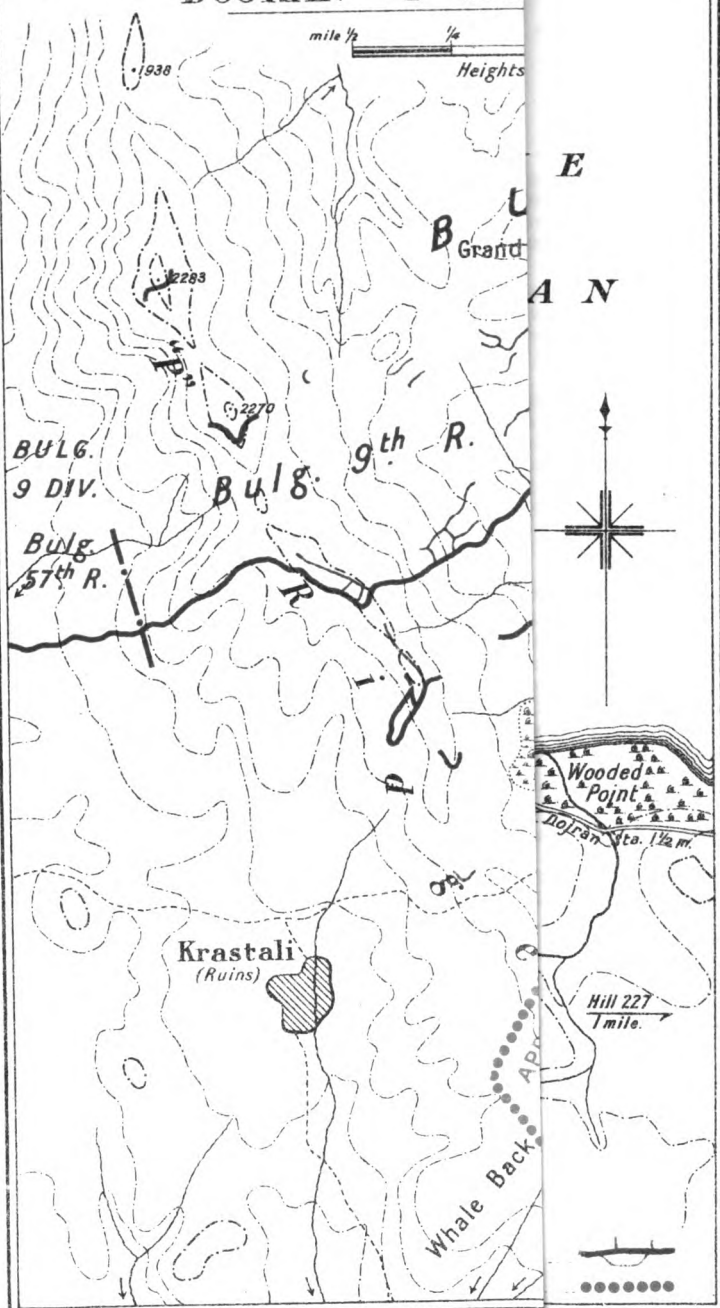 mile ½ ¼
Heights
1938
E
B U
Grand
A N
2283
"P"
2270
BULG.
9 DIV.
Bulg. 9th R.
Bulg.
57th R.
R i p
Wooded
Point
Dojran Sta. 1½ m.
Krastali
(Ruins)
Hill 227
1 mile.
Whale Back